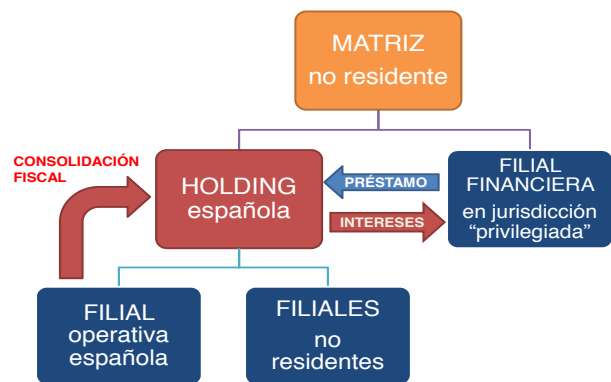 MATRIZ
no residente
CONSOLIDACIÓN
FISCAL
HOLDING
española
PRÉSTAMO
INTERESES
FILIAL
FINANCIERA
en jurisdicción
“privilegiada”
FILIAL
operativa
española
FILIALES
no
residentes